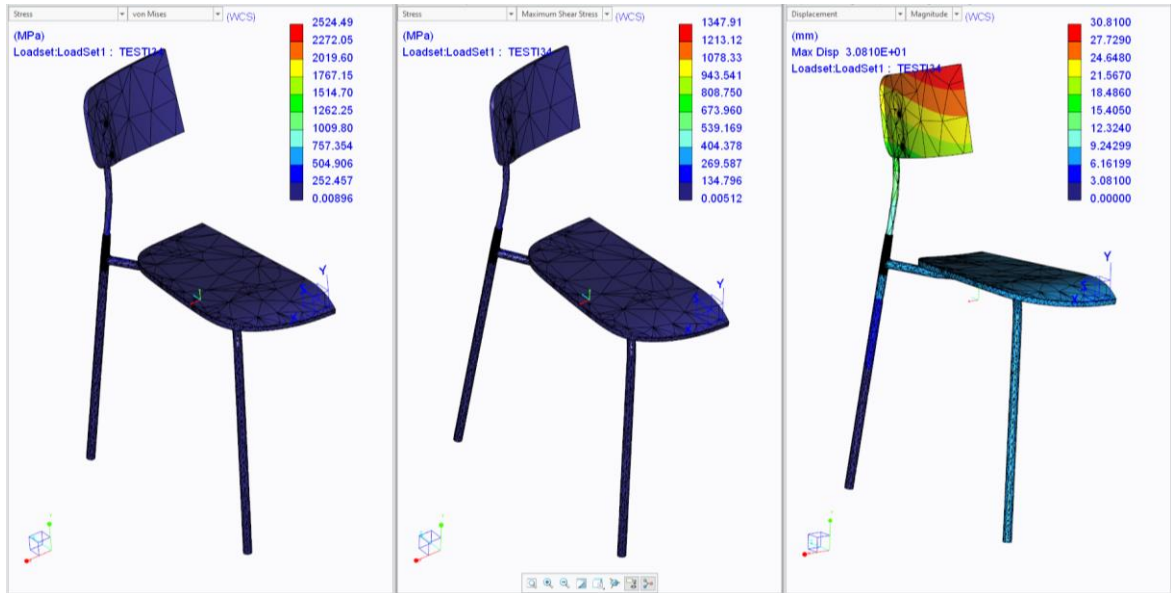 Stress von Mises (WCS)
(MPa)
Loadset:LoadSet1 : TESTI34
2524.49
2272.05
2019.60
1767.15
1514.70
1262.25
1009.80
757.354
504.906
252.457
0.00896
Y
X
Stress Maximum Shear Stress (WCS)
(MPa)
Loadset:LoadSet1 : TESTI34
1347.91
1213.12
1078.33
943.541
808.750
673.960
539.169
404.378
269.587
134.796
0.00512
Y
X
Displacement Magnitude (WCS)
(mm)
Max Disp 3.0810E+01
Loadset:LoadSet1 : TESTI34
30.8100
27.7290
24.6480
21.5670
18.4860
15.4050
12.3240
9.24299
6.16199
3.08100
0.00000
Y
X